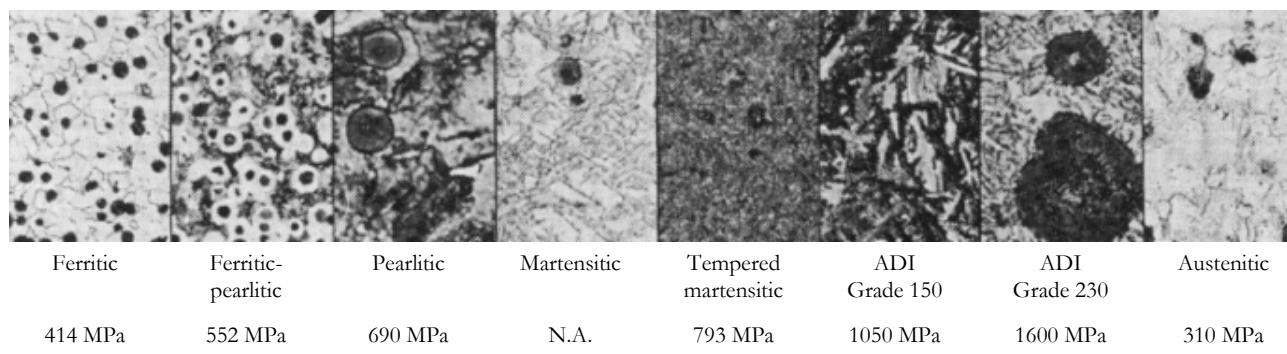 Ferritic Ferritic- Pearlitic Martensitic Tempered ADI ADI Austenitic
pearlitic martensitic Grade 150 Grade 230
414 MPa 552 MPa 690 MPa N.A. 793 MPa 1050 MPa 1600 MPa 310 MPa